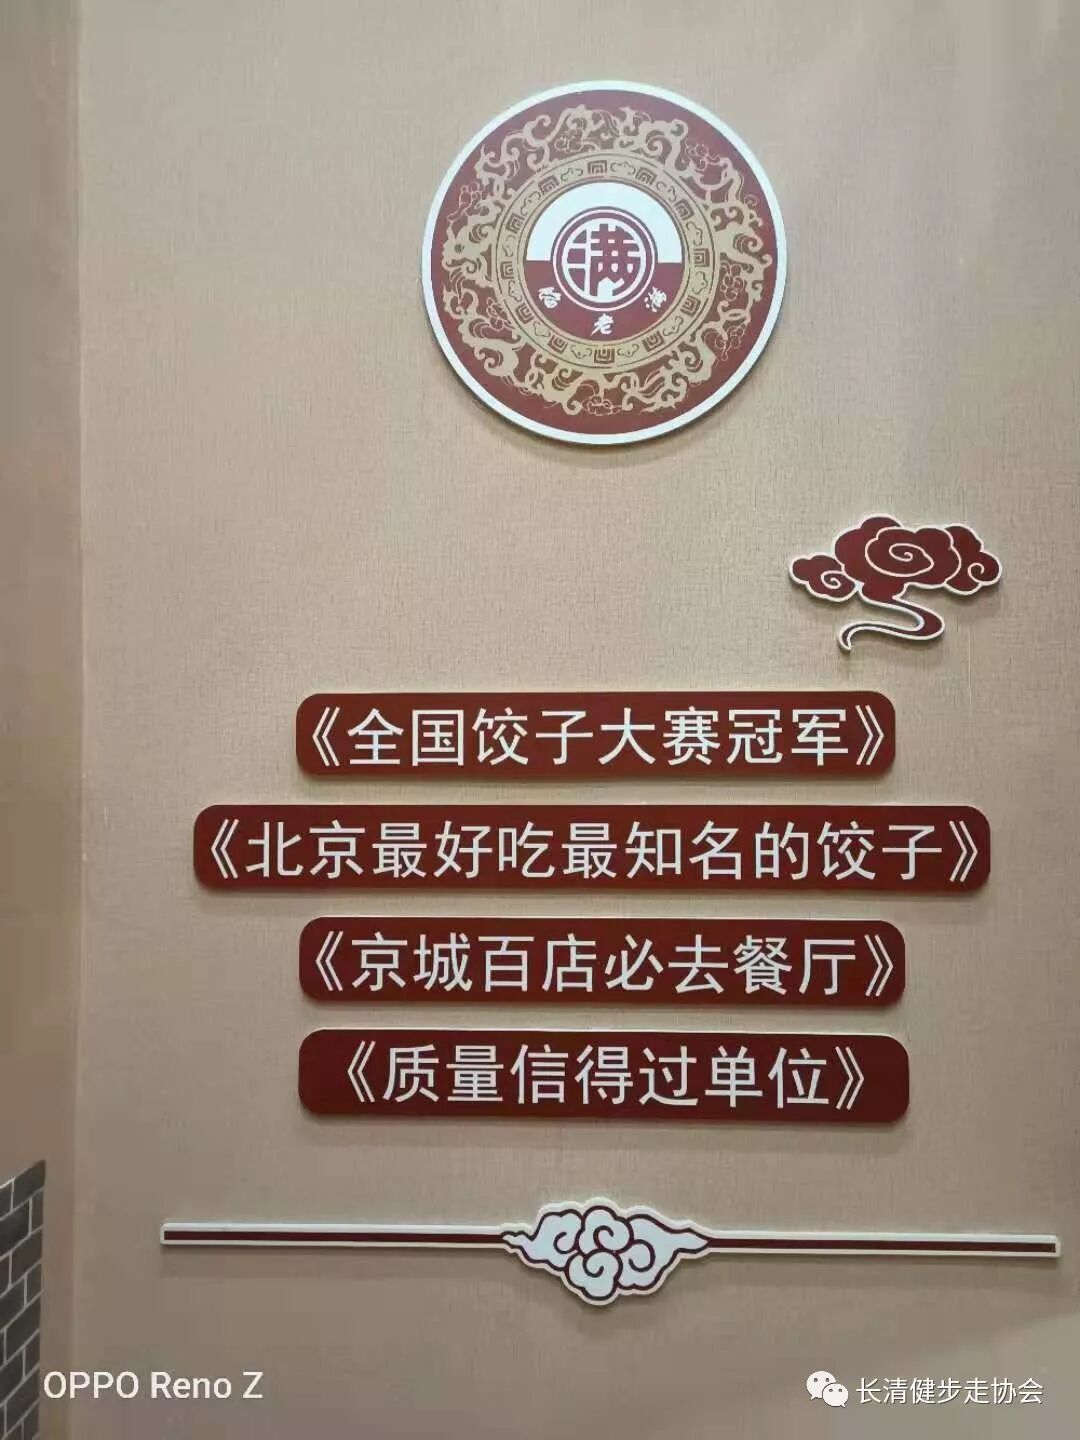 满
馅老满
《全国饺子大赛冠军》
《北京最好吃最知名的饺子》
《京城百店必去餐厅》
《质量信得过单位》
OPPO Reno Z
长清健步走协会